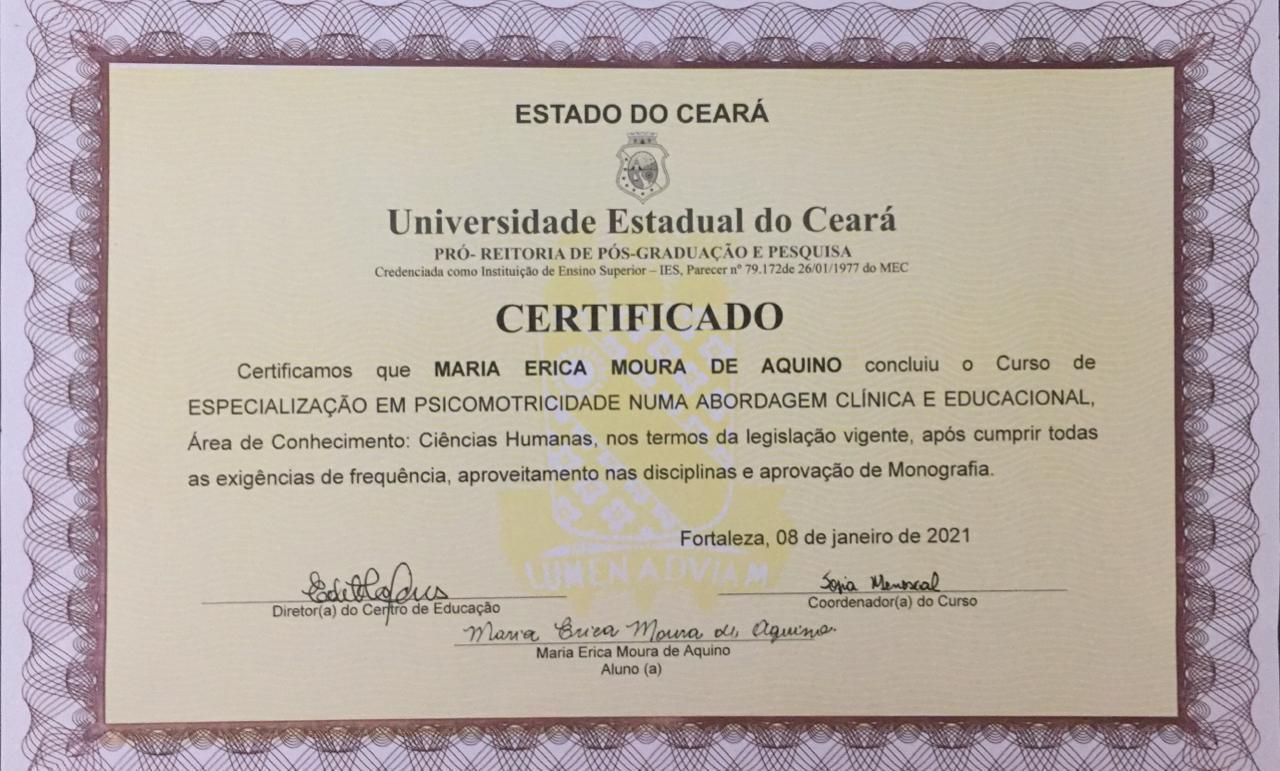 ESTADO DO CEARÁ
Universidade Estadual do Ceará
PRÓ- REITORIA DE PÓS-GRADUAÇÃO E PESQUISA
Credenciada como Instituição de Ensino Superior – IES, Parecer nº 79.172de 26/01/1977 do MEC
CERTIFICADO
Certificamos que MARIA ERICA MOURA DE AQUINO concluiu o Curso de
ESPECIALIZAÇÃO EM PSICOMOTRICIDADE NUMA ABORDAGEM CLÍNICA E EDUCACIONAL,
Área de Conhecimento: Ciências Humanas, nos termos da legislação vigente, após cumprir todas
as exigências de frequência, aproveitamento nas disciplinas e aprovação de Monografia.
Fortaleza, 08 de janeiro de 2021
LUMEN AD VIAM
Sofia Menescal
Diretor(a) do Centro de Educação
Coordenador(a) do Curso
Maria Erica Moura de Aquino.
Maria Erica Moura de Aquino
Aluno (a)